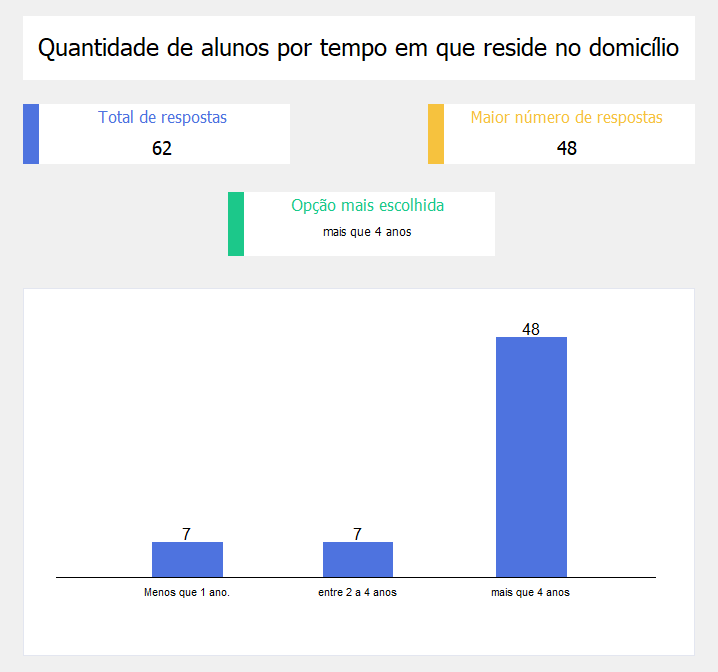 Quantidade de alunos por tempo em que reside no domicílio
Total de respostas
62
Maior número de respostas
48
Opção mais escolhida
mais que 4 anos
48
7
7
Menos que 1 ano.
entre 2 a 4 anos
mais que 4 anos